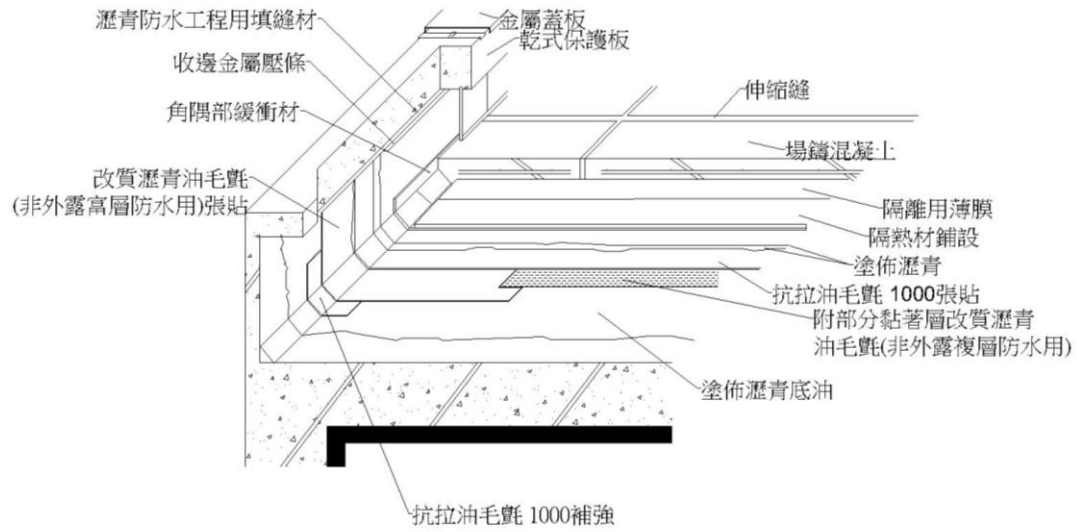 瀝青防水工程用填縫材
金屬蓋板
乾式保護板
收邊金屬壓條
伸縮縫
角隅部緩衝材
場鑄混凝土
改質瀝青油毛氈
(非外露富層防水用)張貼
隔離用薄膜
隔熱材鋪設
塗佈瀝青
抗拉油毛氈 1000張貼
附部分黏著層改質瀝青
油毛氈(非外露複層防水用)
塗佈瀝青底油
抗拉油毛氈 1000補強